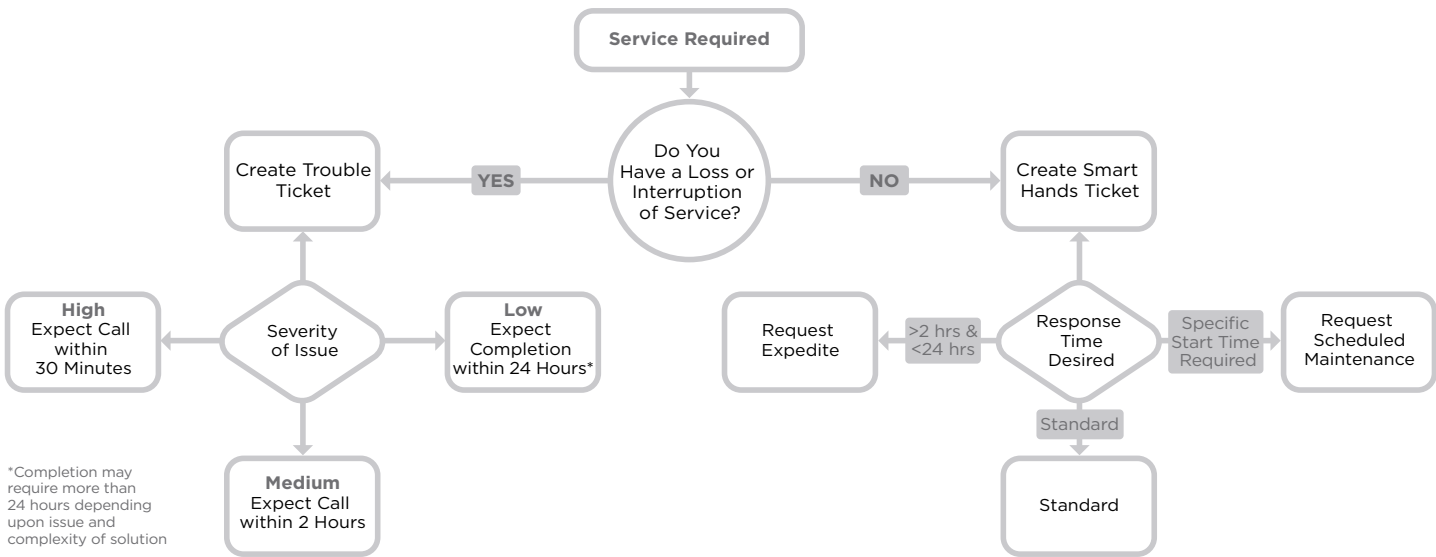 Service Required
Do You
Have a Loss or
Interruption
of Service?
YES
NO
Create Trouble
Ticket
Create Smart
Hands Ticket
High
Expect Call
within
30 Minutes
Severity
of Issue
Low
Expect
Completion
within 24 Hours*
Medium
Expect Call
within 2 Hours
Request
Expedite
>2 hrs &
<24 hrs
Response
Time
Desired
Specific
Start Time
Required
Request
Scheduled
Maintenance
Standard
Standard
*Completion may
require more than
24 hours depending
upon issue and
complexity of solution